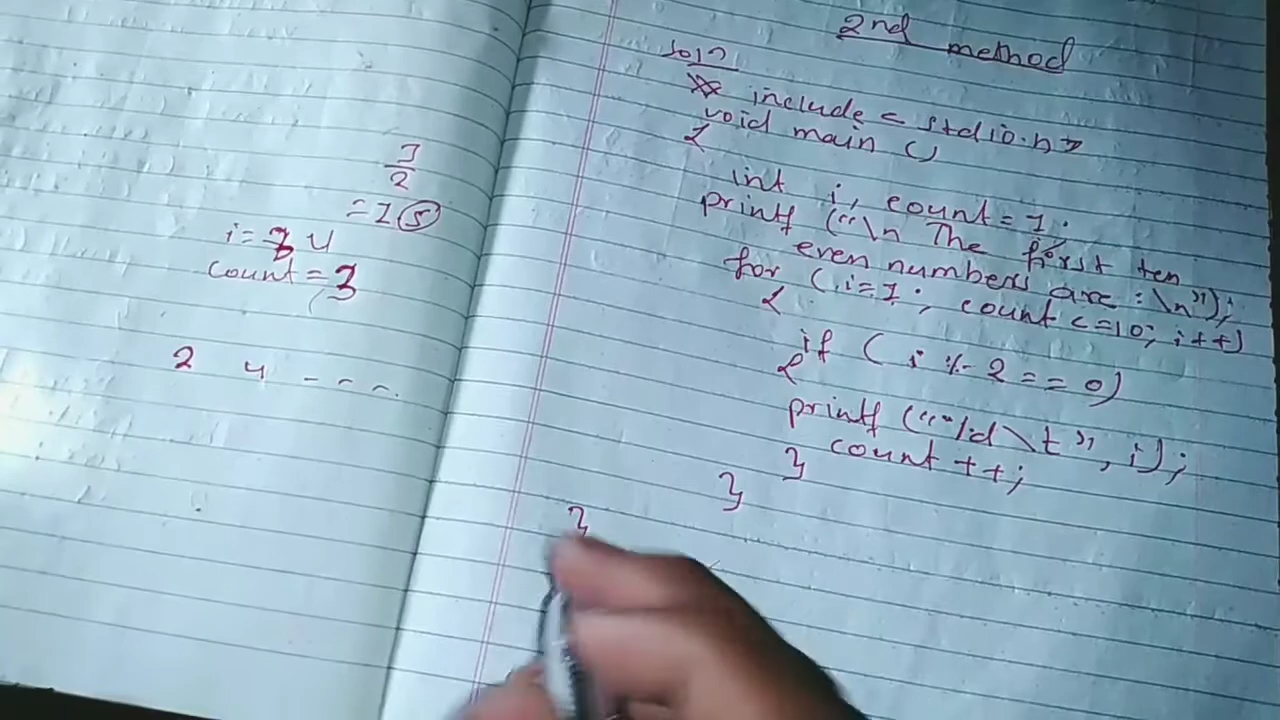 3
2
= 1 5
i = 3 4
count = 3
2 4 - - - .
2nd method
Soln
# include < stdio.h>
void main ()
{
int i, count = 1;
printf ("\n The first ten
even numbers are : \n");
for (i=1; count <=10; i++)
{
if ( i % 2 == 0)
{
printf ("%d \t", i);
count ++;
}
}
}